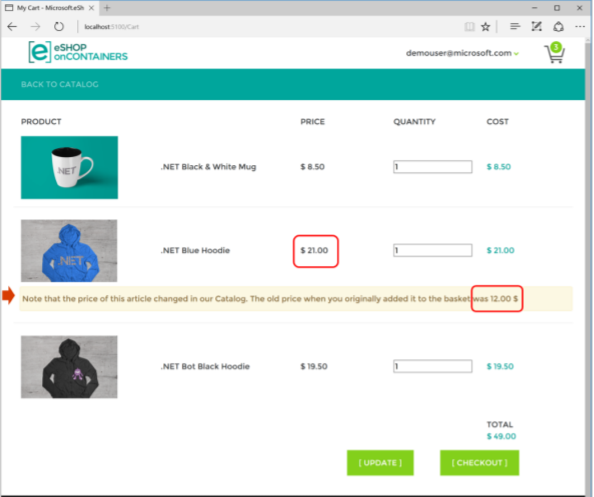 My Cart - Microsoft.eSh
localhost:5100/Cart
eSHOP
onCONTAINERS
demouser@microsoft.com
3
BACK TO CATALOG
PRODUCT PRICE QUANTITY COST
.NET
.NET Black & White Mug $ 8.50 1 $ 8.50
.NET
.NET Blue Hoodie $ 21.00 1 $ 21.00
Note that the price of this article changed in our Catalog. The old price when you originally added it to the basket was 12.00 $
.NET Bot Black Hoodie $ 19.50 1 $ 19.50
TOTAL
$ 49.00
[ UPDATE ] [ CHECKOUT ]